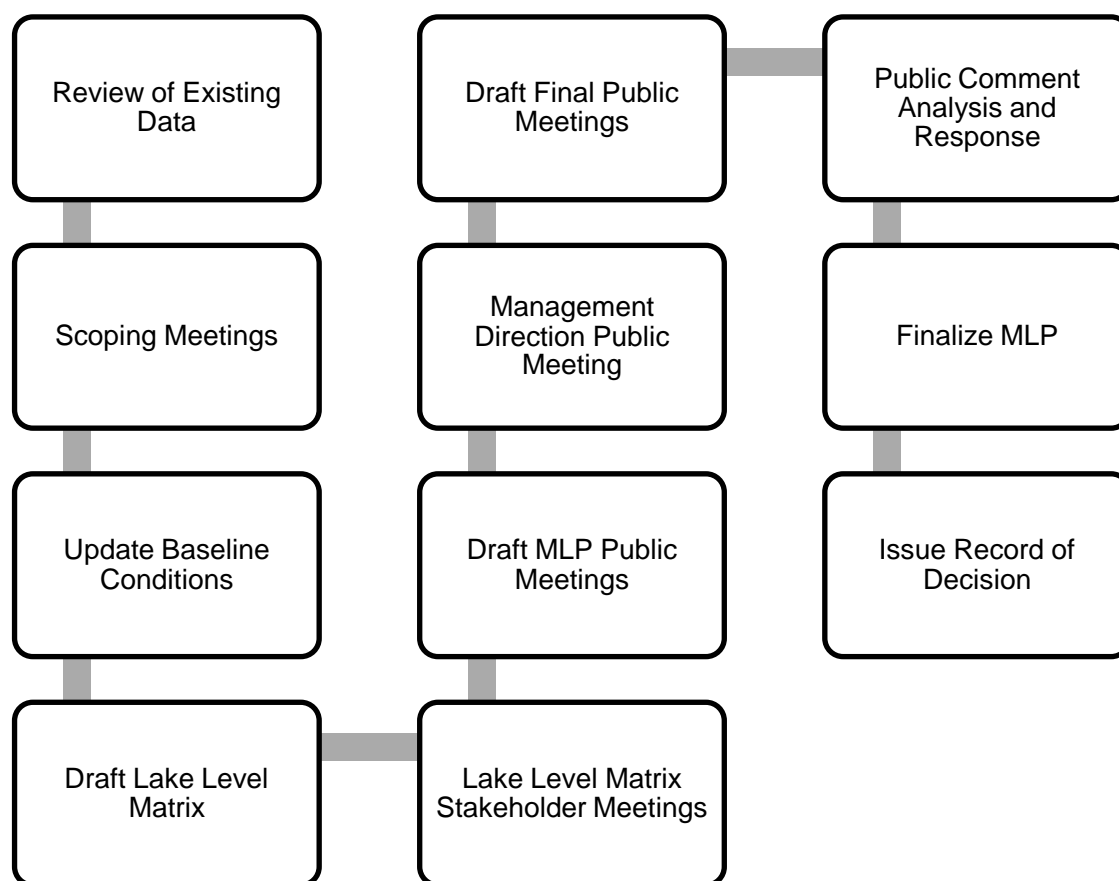 Review of Existing
Data
Scoping Meetings
Update Baseline
Conditions
Draft Lake Level
Matrix
Lake Level Matrix
Stakeholder Meetings
Draft MLP Public
Meetings
Management
Direction Public
Meeting
Draft Final Public
Meetings
Public Comment
Analysis and
Response
Finalize MLP
Issue Record of
Decision